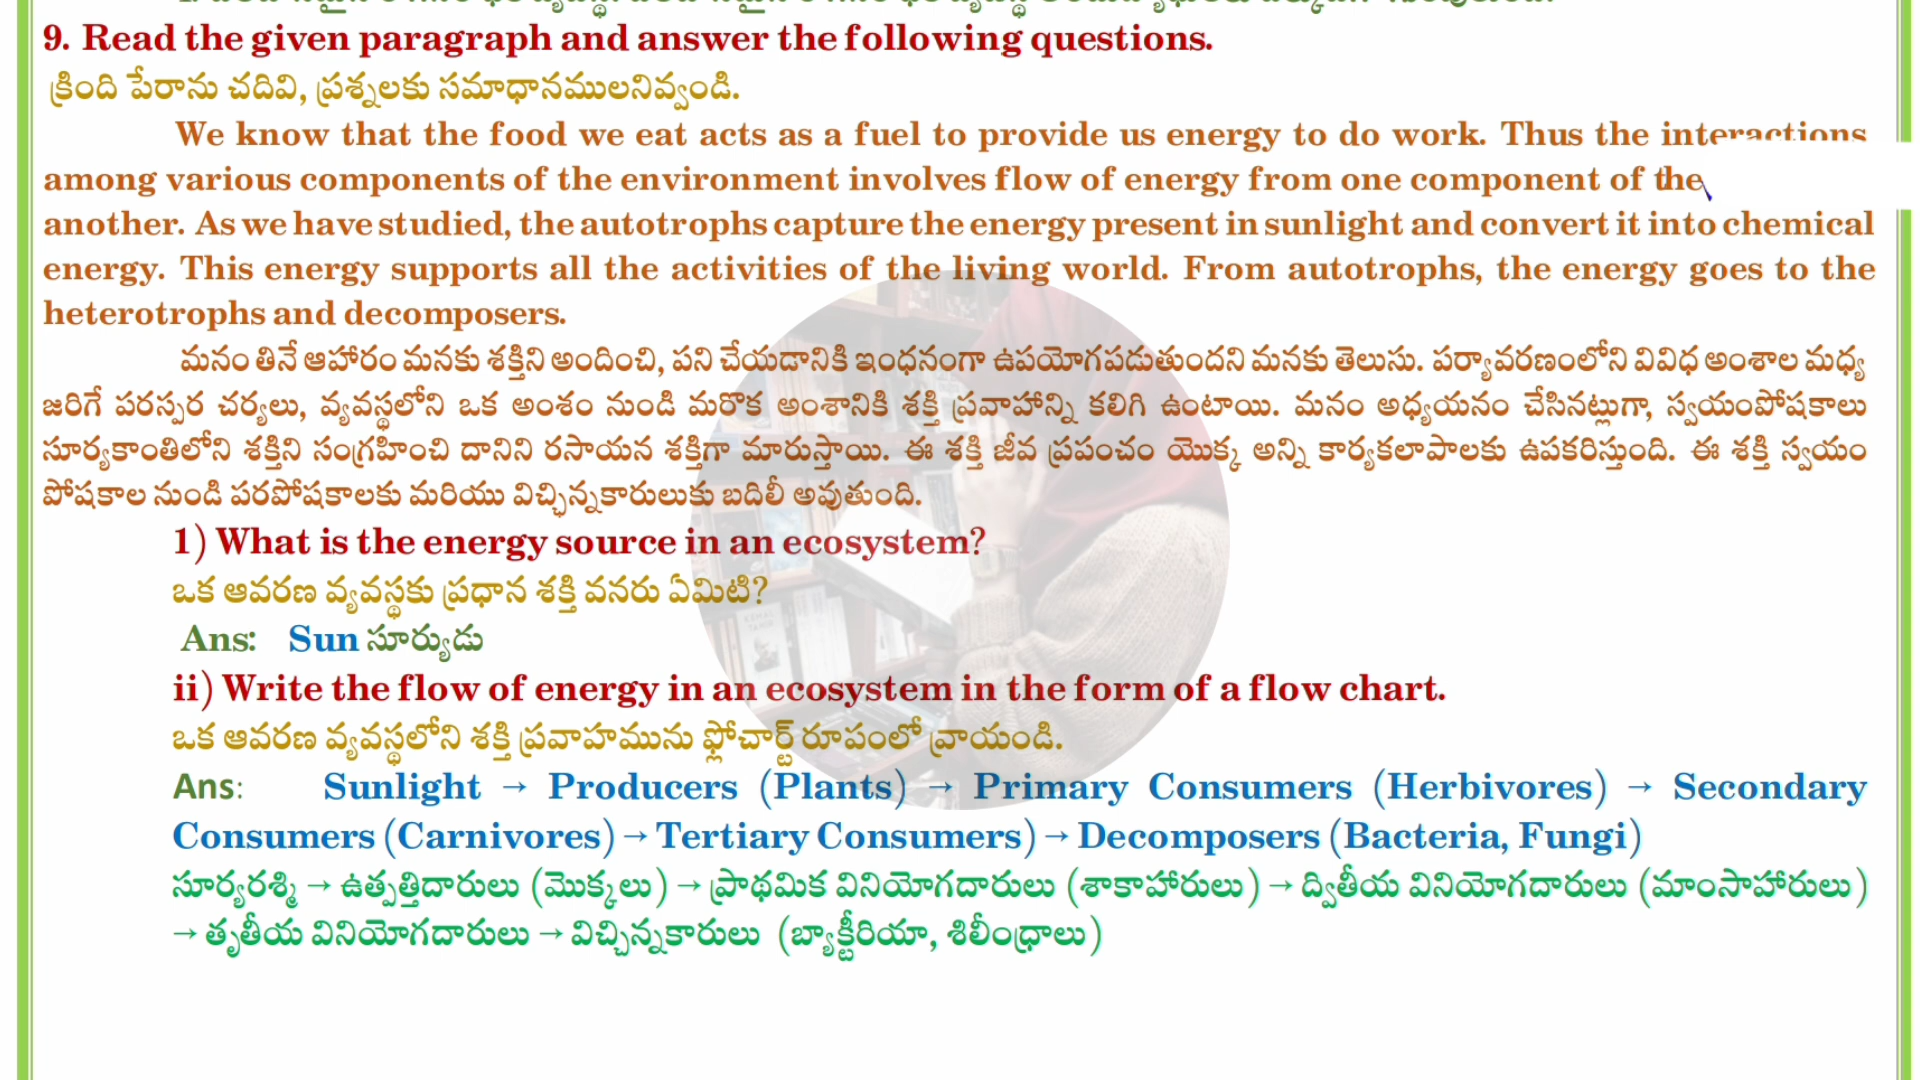 9. Read the given paragraph and answer the following questions.
క్రింది పేరాను చదివి, ప్రశ్నలకు సమాధానములనివ్వండి.
We know that the food we eat acts as a fuel to provide us energy to do work. Thus the interactions
among various components of the environment involves flow of energy from one component of the
another. As we have studied, the autotrophs capture the energy present in sunlight and convert it into chemical
energy. This energy supports all the activities of the living world. From autotrophs, the energy goes to the
heterotrophs and decomposers.
మనం తినే ఆహారం మనకు శక్తిని అందించి, పని చేయడానికి ఇంధనంగా ఉపయోగపడుతుందని మనకు తెలుసు. పర్యావరణంలోని వివిధ అంశాల మధ్య
జరిగే పరస్పర చర్యలు, వ్యవస్థలోని ఒక అంశం నుండి మరొక అంశానికి శక్తి ప్రవాహాన్ని కలిగి ఉంటాయి. మనం అధ్యయనం చేసినట్లుగా, స్వయంపోషకాలు
సూర్యకాంతిలోని శక్తిని సంగ్రహించి దానిని రసాయన శక్తిగా మారుస్తాయి. ఈ శక్తి జీవ ప్రపంచం యొక్క అన్ని కార్యకలాపాలకు ఉపకరిస్తుంది. ఈ శక్తి స్వయం
పోషకాల నుండి పరపోషకాలకు మరియు విచ్ఛిన్నకారులుకు బదిలీ అవుతుంది.
1) What is the energy source in an ecosystem?
ఒక ఆవరణ వ్యవస్థకు ప్రధాన శక్తి వనరు ఏమిటి?
Ans: Sun సూర్యుడు
ii) Write the flow of energy in an ecosystem in the form of a flow chart.
ఒక ఆవరణ వ్యవస్థలోని శక్తి ప్రవాహమును ఫ్లోచార్ట్ రూపంలో వ్రాయండి.
Ans: Sunlight → Producers (Plants) → Primary Consumers (Herbivores) → Secondary
Consumers (Carnivores) → Tertiary Consumers) → Decomposers (Bacteria, Fungi)
సూర్యరశ్మి → ఉత్పత్తిదారులు (మొక్కలు) → ప్రాథమిక వినియోగదారులు (శాకాహారులు) → ద్వితీయ వినియోగదారులు (మాంసాహారులు)
→ తృతీయ వినియోగదారులు → విచ్చిన్నకారులు (బ్యాక్టీరియా, శిలీంధ్రాలు)